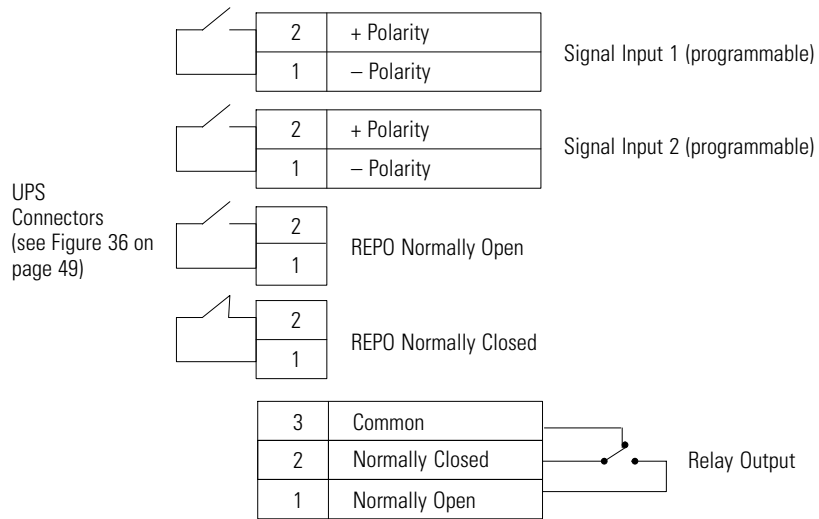 2 + Polarity
1 – Polarity
Signal Input 1 (programmable)
2 + Polarity
1 – Polarity
Signal Input 2 (programmable)
UPS
Connectors
(see Figure 36 on
page 49)
2
1
REPO Normally Open
2
1
REPO Normally Closed
3 Common
2 Normally Closed
1 Normally Open
Relay Output